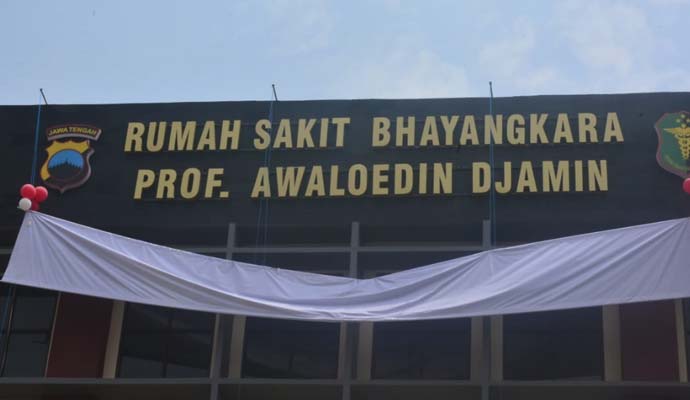 JAWA TENGAH
RUMAH SAKIT BHAYANGKARA
PROF. AWALOEDIN DJAMIN